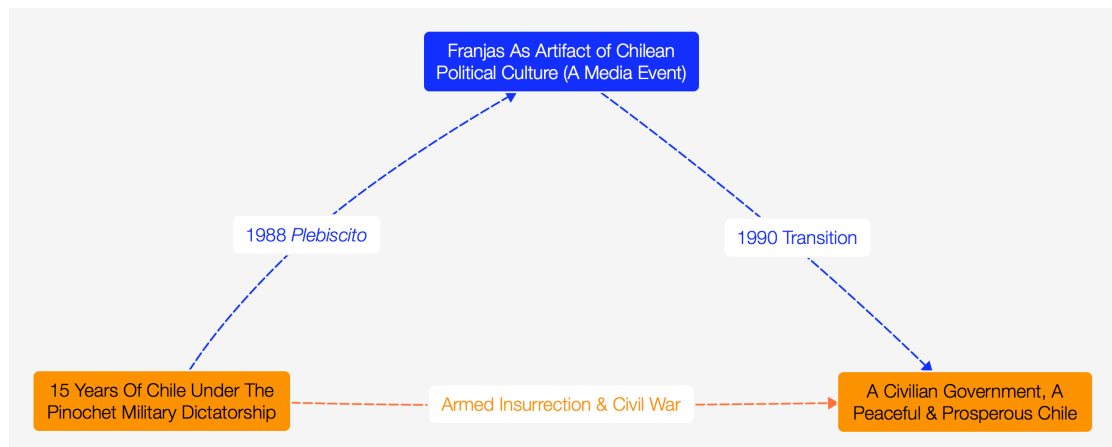 Franjas As Artifact of Chilean
Political Culture (A Media Event)
1988 Plebiscito
1990 Transition
15 Years Of Chile Under The
Pinochet Military Dictatorship
Armed Insurrection & Civil War
A Civilian Government, A
Peaceful & Prosperous Chile